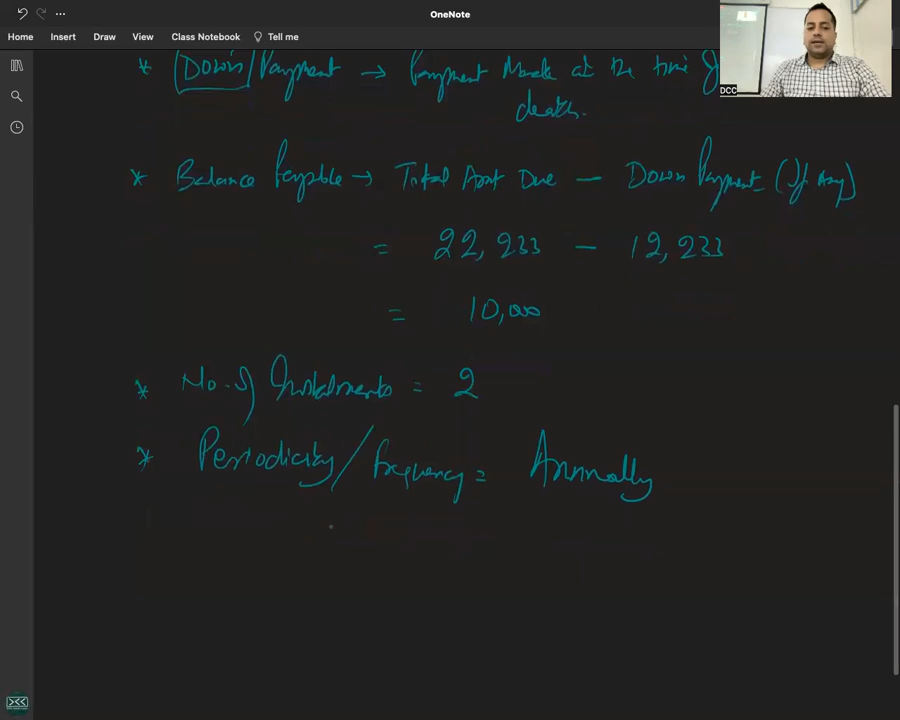 OneNote
Home Insert Draw View Class Notebook Tell me
* Down/Payment → Payment Made at the time of
death.
DCC
* Balance Payable → Total Amt Due — Down Payment (If Any)
= 22,233 — 12,233
= 10,000
* No. of Instalments = 2
* Periodicity/frequency = Annually